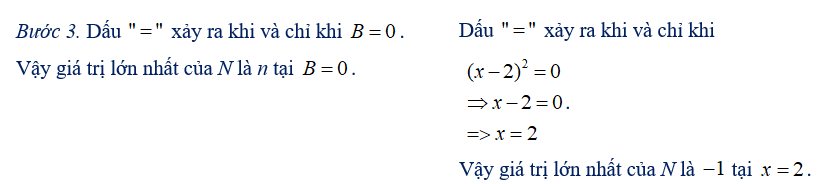 Bước 3. Dấu "=" xảy ra khi và chỉ khi B = 0.
Vậy giá trị lớn nhất của N là n tại B = 0.
Dấu "=" xảy ra khi và chỉ khi
(x − 2)² = 0
⇒ x − 2 = 0.
=> x = 2
Vậy giá trị lớn nhất của N là −1 tại x = 2.